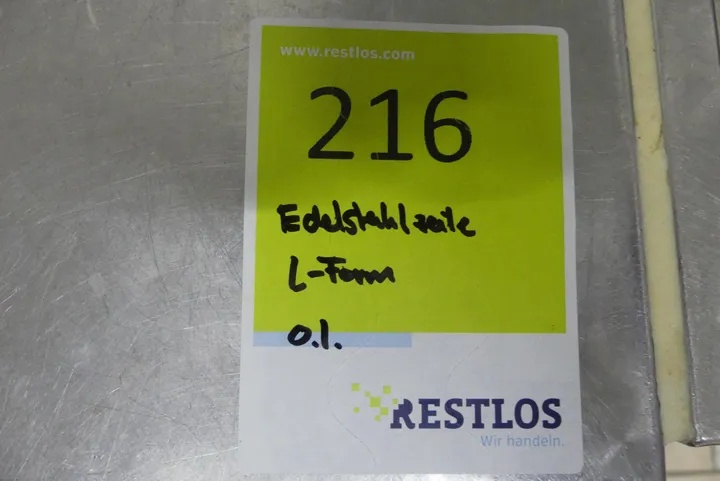 www.restlos.com
216
Edelstahlzeile
L-Form
o.l.
RESTLOS
Wir handeln.